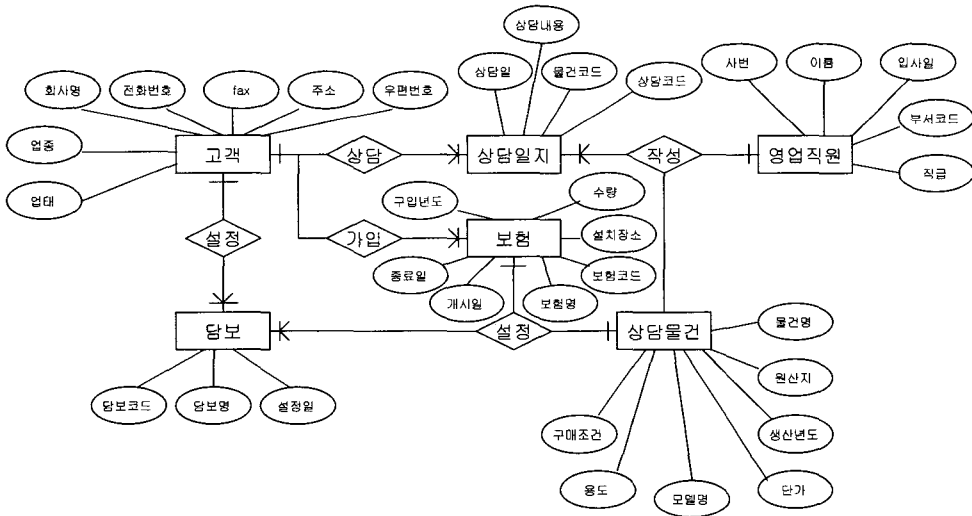 상담내용
사번
이름
입사일
상담일
물건코드
상담코드
회사명
전화번호
fax
주소
우편번호
부서코드
업종
고객
상담
상담일지
작성
영업직원
직급
업태
구입년도
수량
설정
가입
보험
설치장소
종료일
보험코드
개시일
보험명
담보
설정
상담물건
물건명
원산지
담보코드
담보명
설정일
구매조건
생산년도
용도
모델명
단가